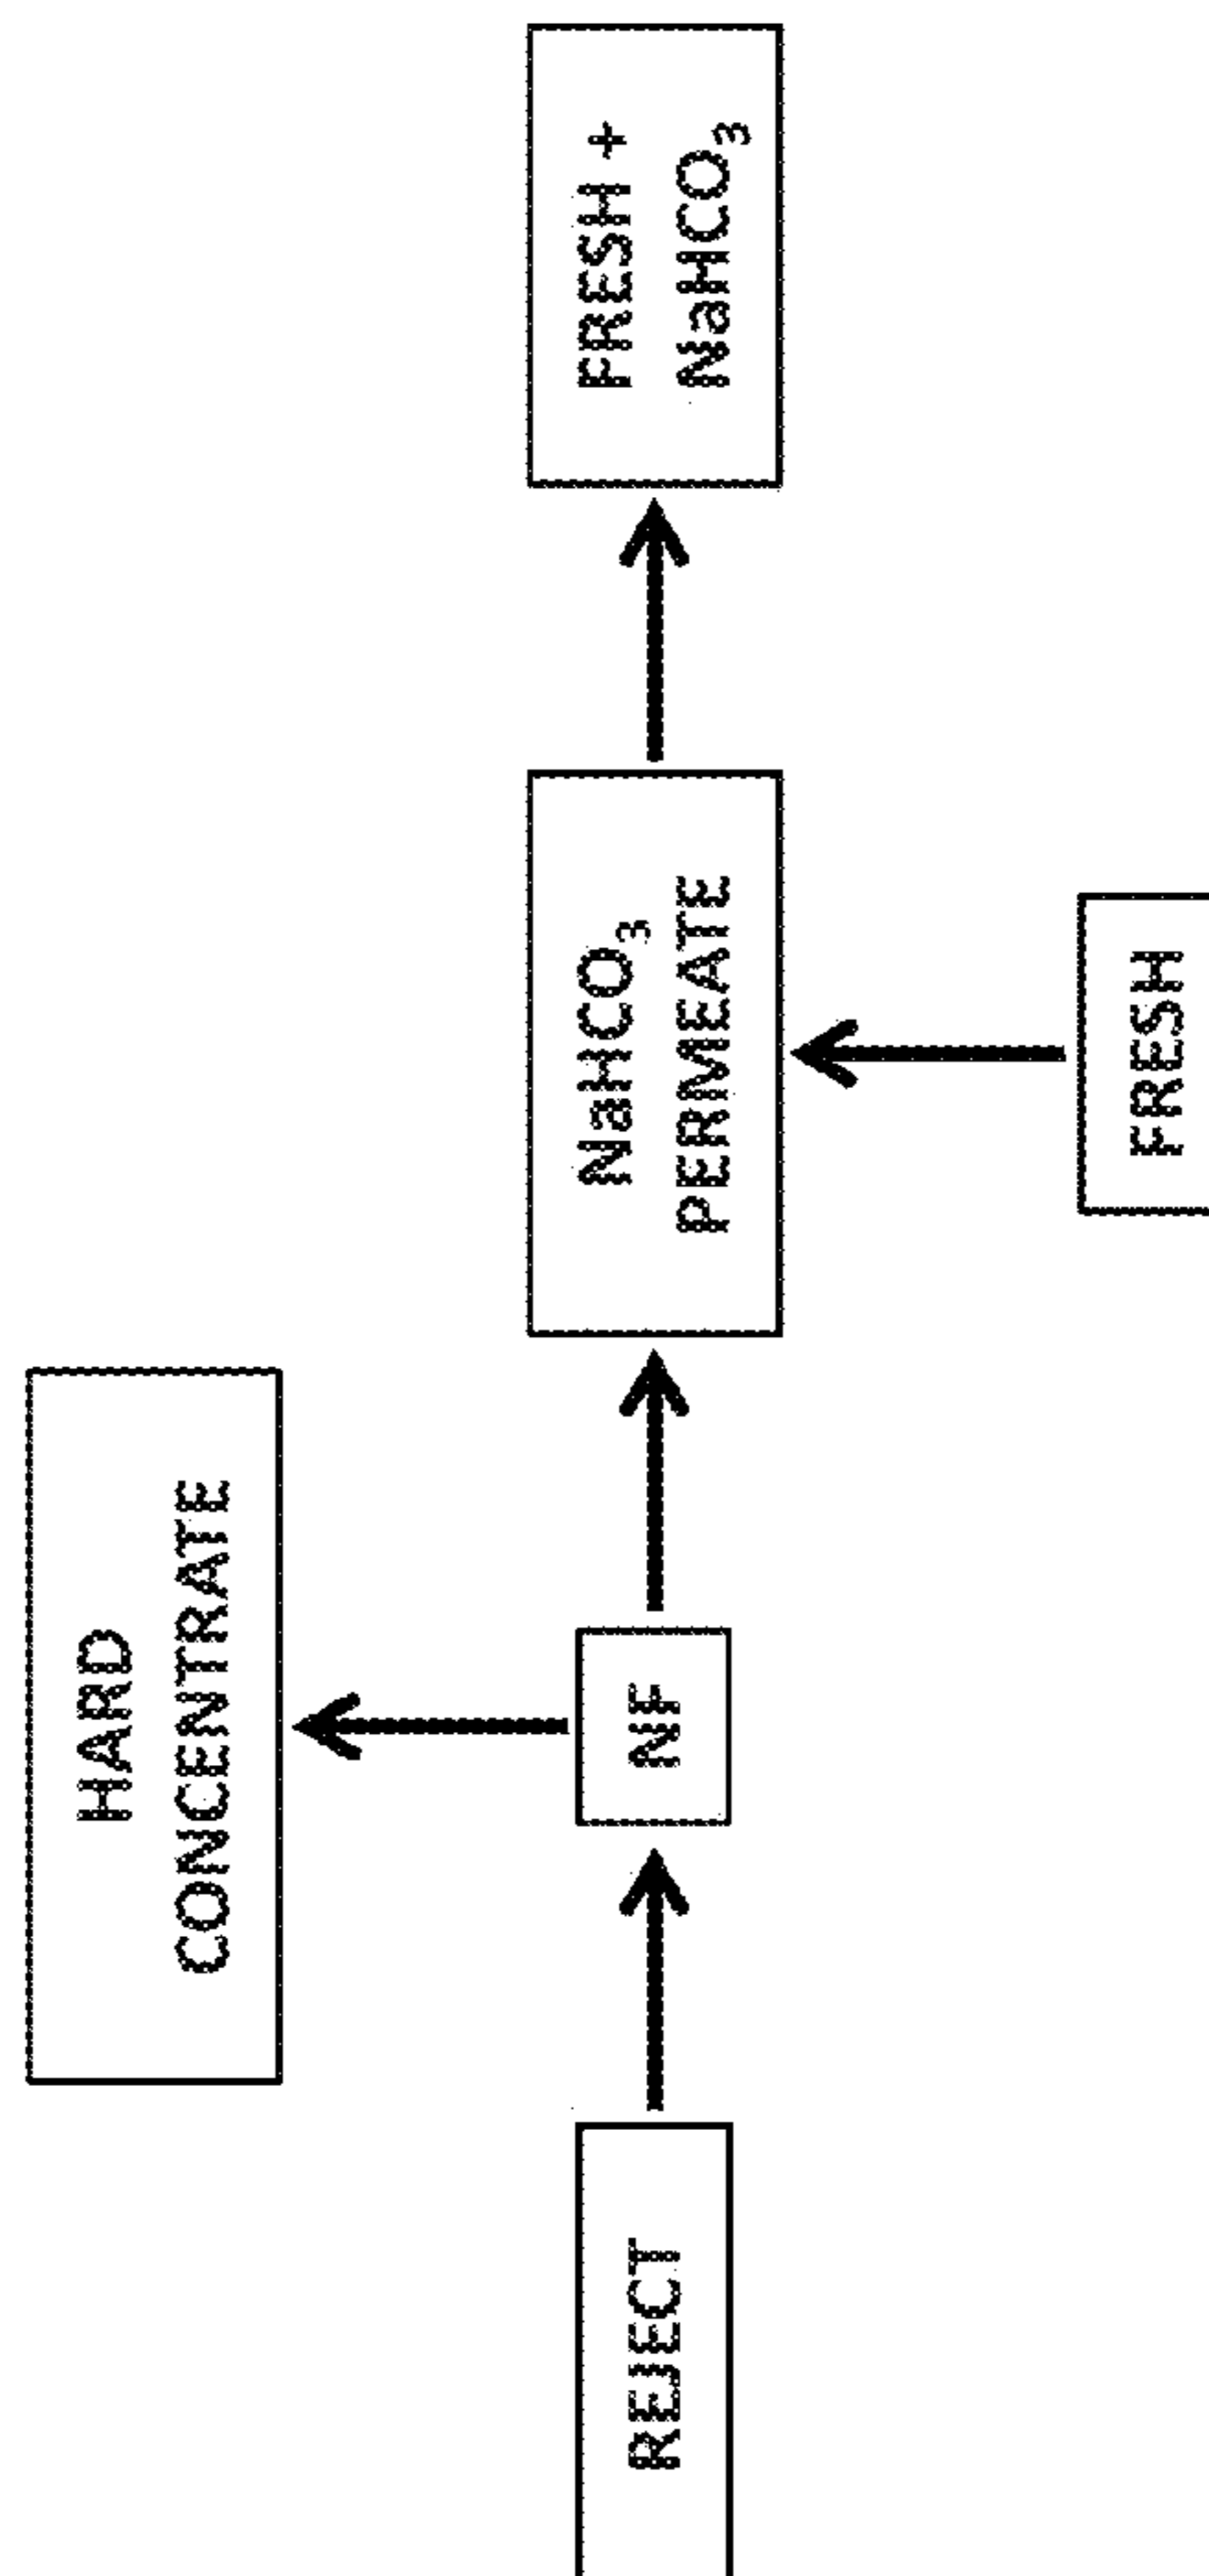 HARD
CONCENTRATE
REJECT
NF
NaHCO₃
PERMEATE
FRESH +
NaHCO₃
FRESH